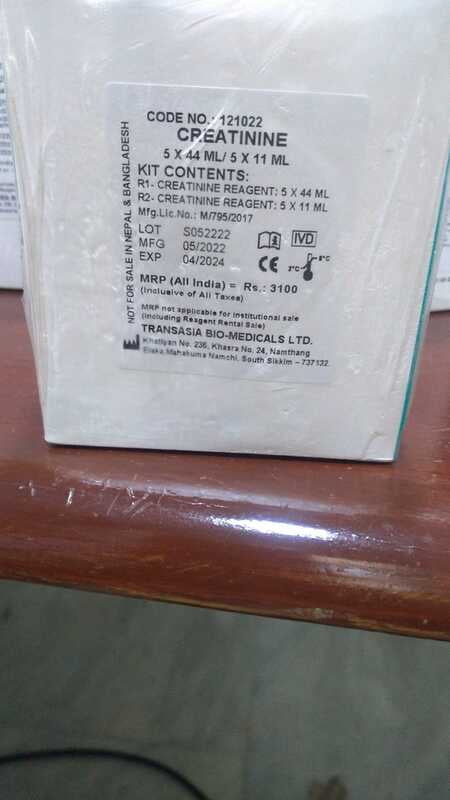 CODE NO.: 121022
CREATININE
5 X 44 ML/ 5 X 11 ML
KIT CONTENTS:
R1- CREATININE REAGENT: 5 X 44 ML
R2- CREATININE REAGENT: 5 X 11 ML
Mfg.Lic.No.: M/795/2017
LOT S052222
MFG 05/2022
EXP 04/2024
IVD
CE
2°C
8°C
MRP (All India) = Rs.: 3100
(Inclusive of All Taxes)
MRP not applicable for institutional sale
(including Reagent Rental Sale)
TRANSASIA BIO-MEDICALS LTD.
Khatiyan No. 236, Khasra No. 24, Namthang
Elaka, Mahakuma Namchi, South Sikkim – 737132.
NOT FOR SALE IN NEPAL & BANGLADESH